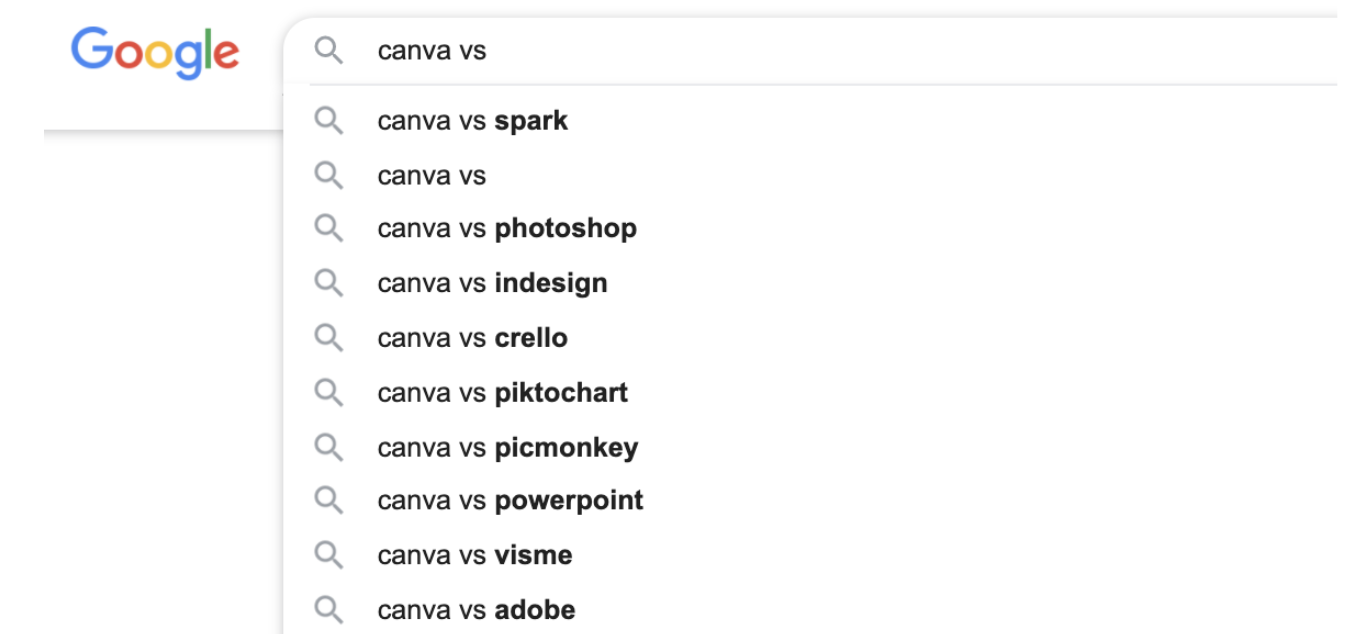 Google
canva vs
canva vs spark
canva vs
canva vs photoshop
canva vs indesign
canva vs crello
canva vs piktochart
canva vs picmonkey
canva vs powerpoint
canva vs visme
canva vs adobe